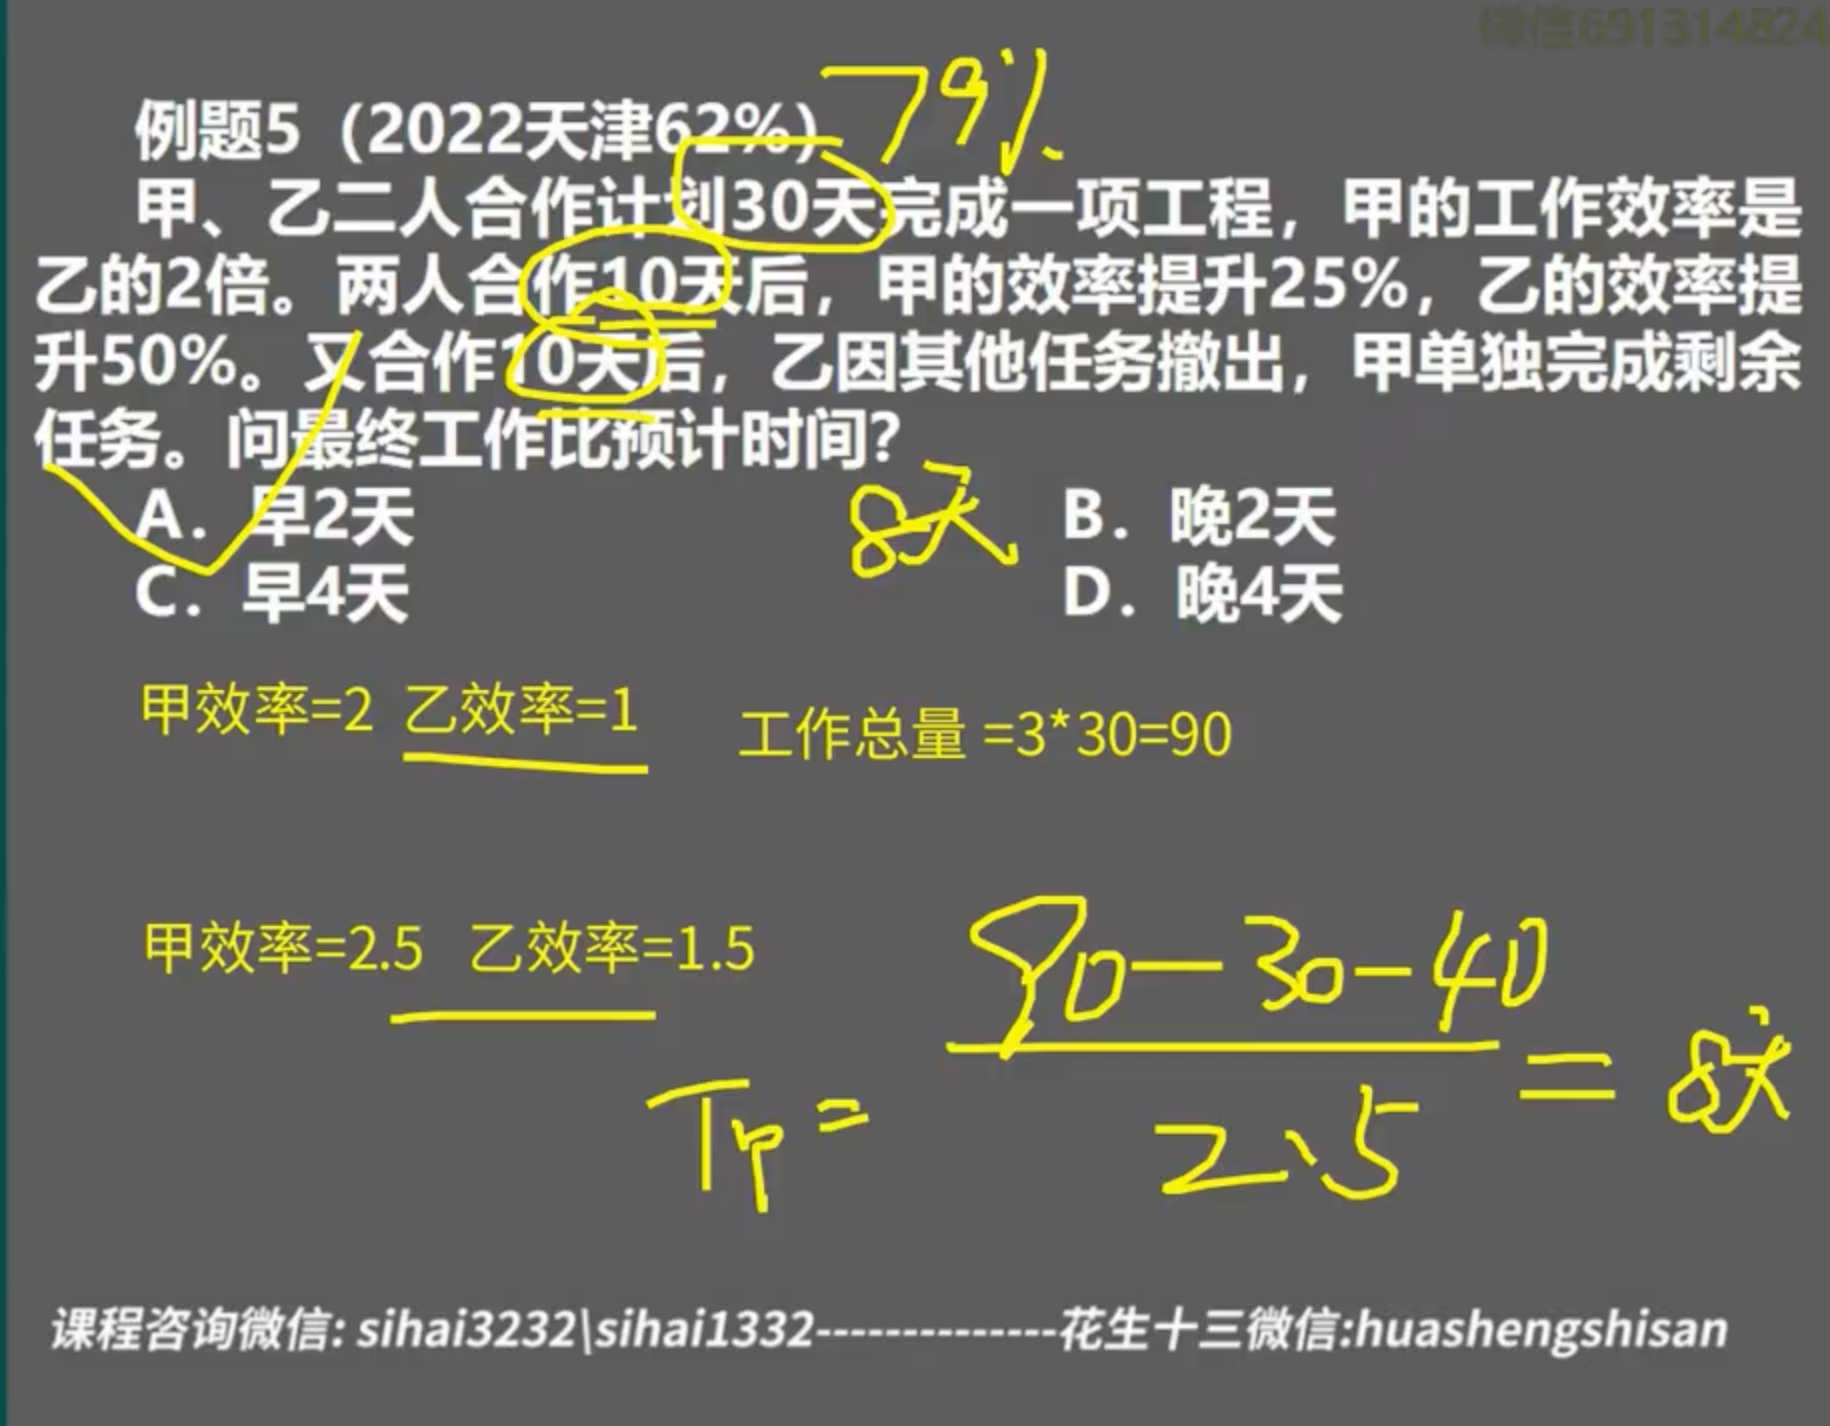 微信691314824
79%
例题5（2022天津62%）
甲、乙二人合作计划30天完成一项工程，甲的工作效率是
乙的2倍。两人合作10天后，甲的效率提升25%，乙的效率提
升50%。又合作10天后，乙因其他任务撤出，甲单独完成剩余
任务。问最终工作比预计时间？
A．早2天
8天
B．晚2天
C．早4天
D．晚4天
甲效率=2 乙效率=1
工作总量 =3*30=90
甲效率=2.5 乙效率=1.5
90-30-40
= 8天
2.5
课程咨询微信: sihai3232\sihai1332--------------花生十三微信:huashengshisan